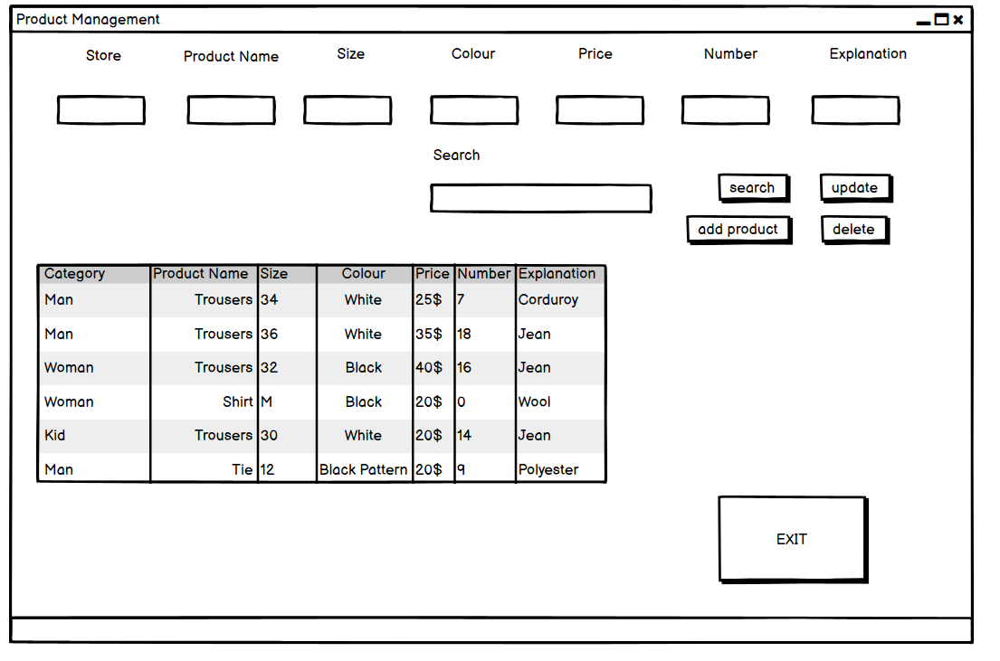 Product Management
Store Product Name Size Colour Price Number Explanation
Search
search update
add product delete
Category Product Name Size Colour Price Number Explanation
Man Trousers 34 White 25$ 7 Corduroy
Man Trousers 36 White 35$ 18 Jean
Woman Trousers 32 Black 40$ 16 Jean
Woman Shirt M Black 20$ 0 Wool
Kid Trousers 30 White 20$ 14 Jean
Man Tie 12 Black Pattern 20$ 9 Polyester
EXIT